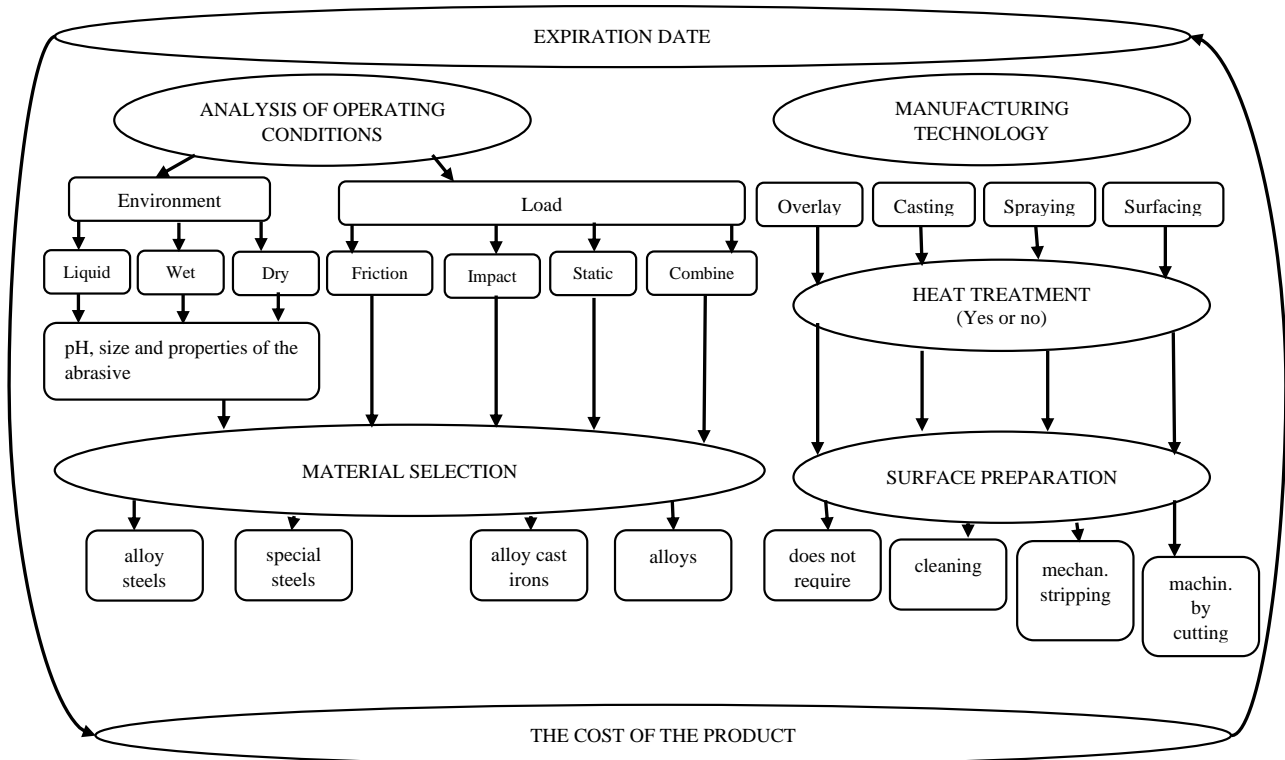 EXPIRATION DATE
ANALYSIS OF OPERATING
CONDITIONS
MANUFACTURING
TECHNOLOGY
Environment
Load
Overlay
Casting
Spraying
Surfacing
Liquid
Wet
Dry
Friction
Impact
Static
Combine
HEAT TREATMENT
(Yes or no)
pH, size and properties of the
abrasive
MATERIAL SELECTION
SURFACE PREPARATION
alloy
steels
special
steels
alloy cast
irons
alloys
does not
require
cleaning
mechan.
stripping
machin.
by
cutting
THE COST OF THE PRODUCT